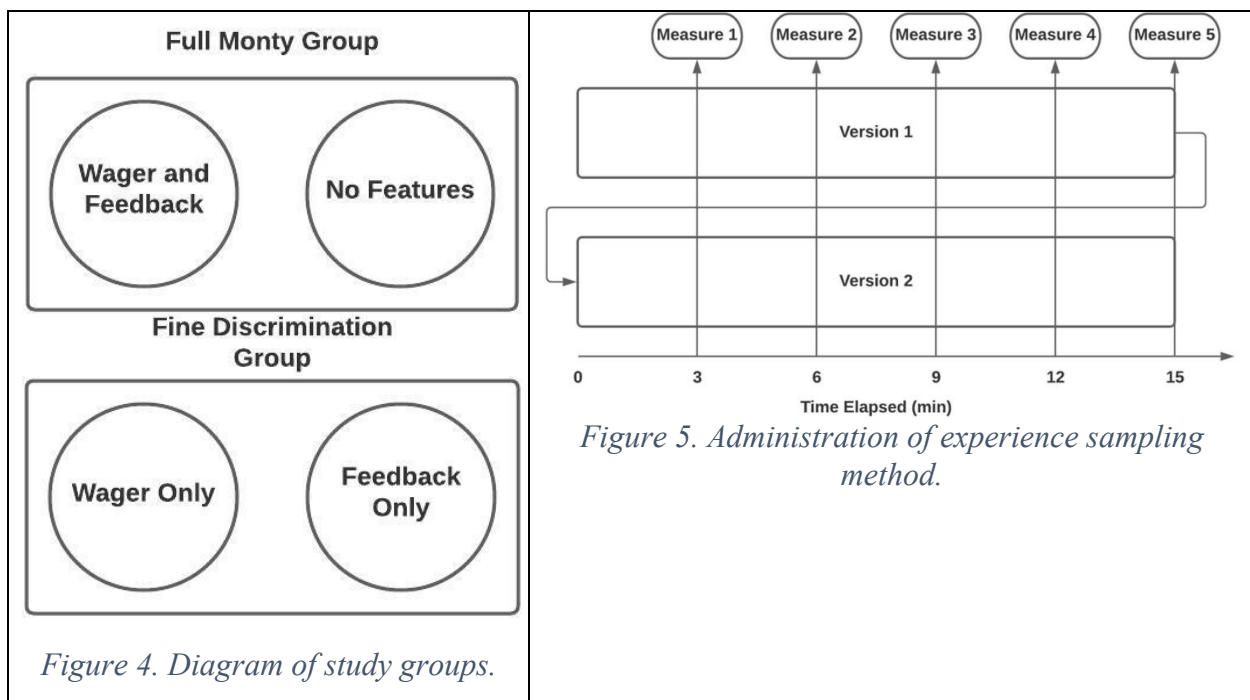 Full Monty Group
Wager and
Feedback
No Features
Fine Discrimination
Group
Wager Only
Feedback
Only
Figure 4. Diagram of study groups.
Measure 1
Measure 2
Measure 3
Measure 4
Measure 5
Version 1
Version 2
0
3
6
9
12
15
Time Elapsed (min)
Figure 5. Administration of experience sampling
method.